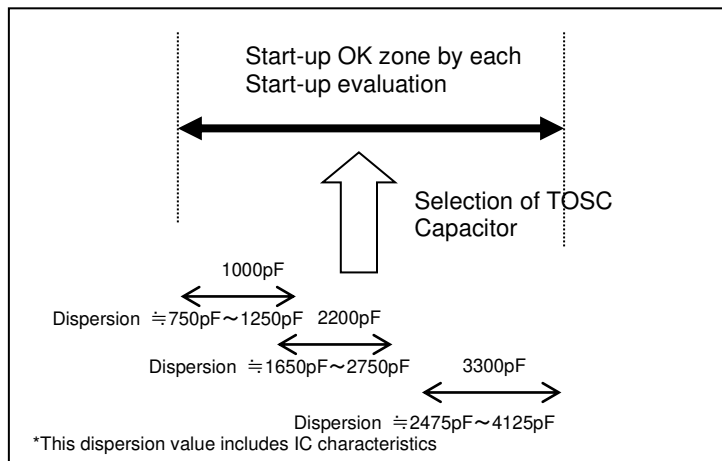 Start-up OK zone by each
Start-up evaluation
Selection of TOSC
Capacitor
1000pF
Dispersion ≒750pF～1250pF
2200pF
Dispersion ≒1650pF～2750pF
3300pF
Dispersion ≒2475pF～4125pF
*This dispersion value includes IC characteristics